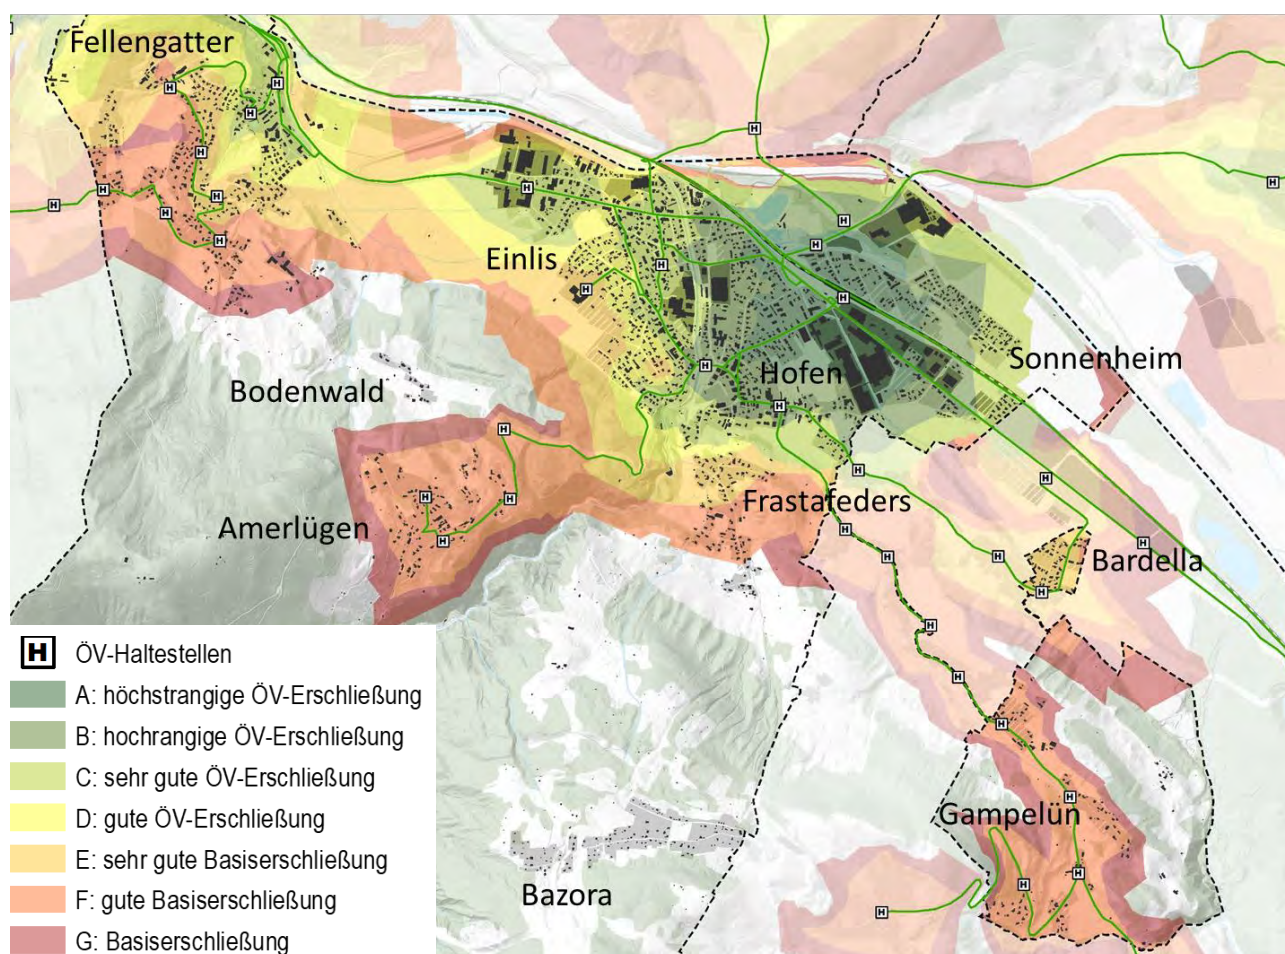 Fellengatter
Einlis
Bodenwald
Hofen
Sonnenheim
Amerlügen
Frastafeders
Bardella
Gampelün
Bazora
H ÖV-Haltestellen
A: höchstrangige ÖV-Erschließung
B: hochrangige ÖV-Erschließung
C: sehr gute ÖV-Erschließung
D: gute ÖV-Erschließung
E: sehr gute Basiserschließung
F: gute Basiserschließung
G: Basiserschließung